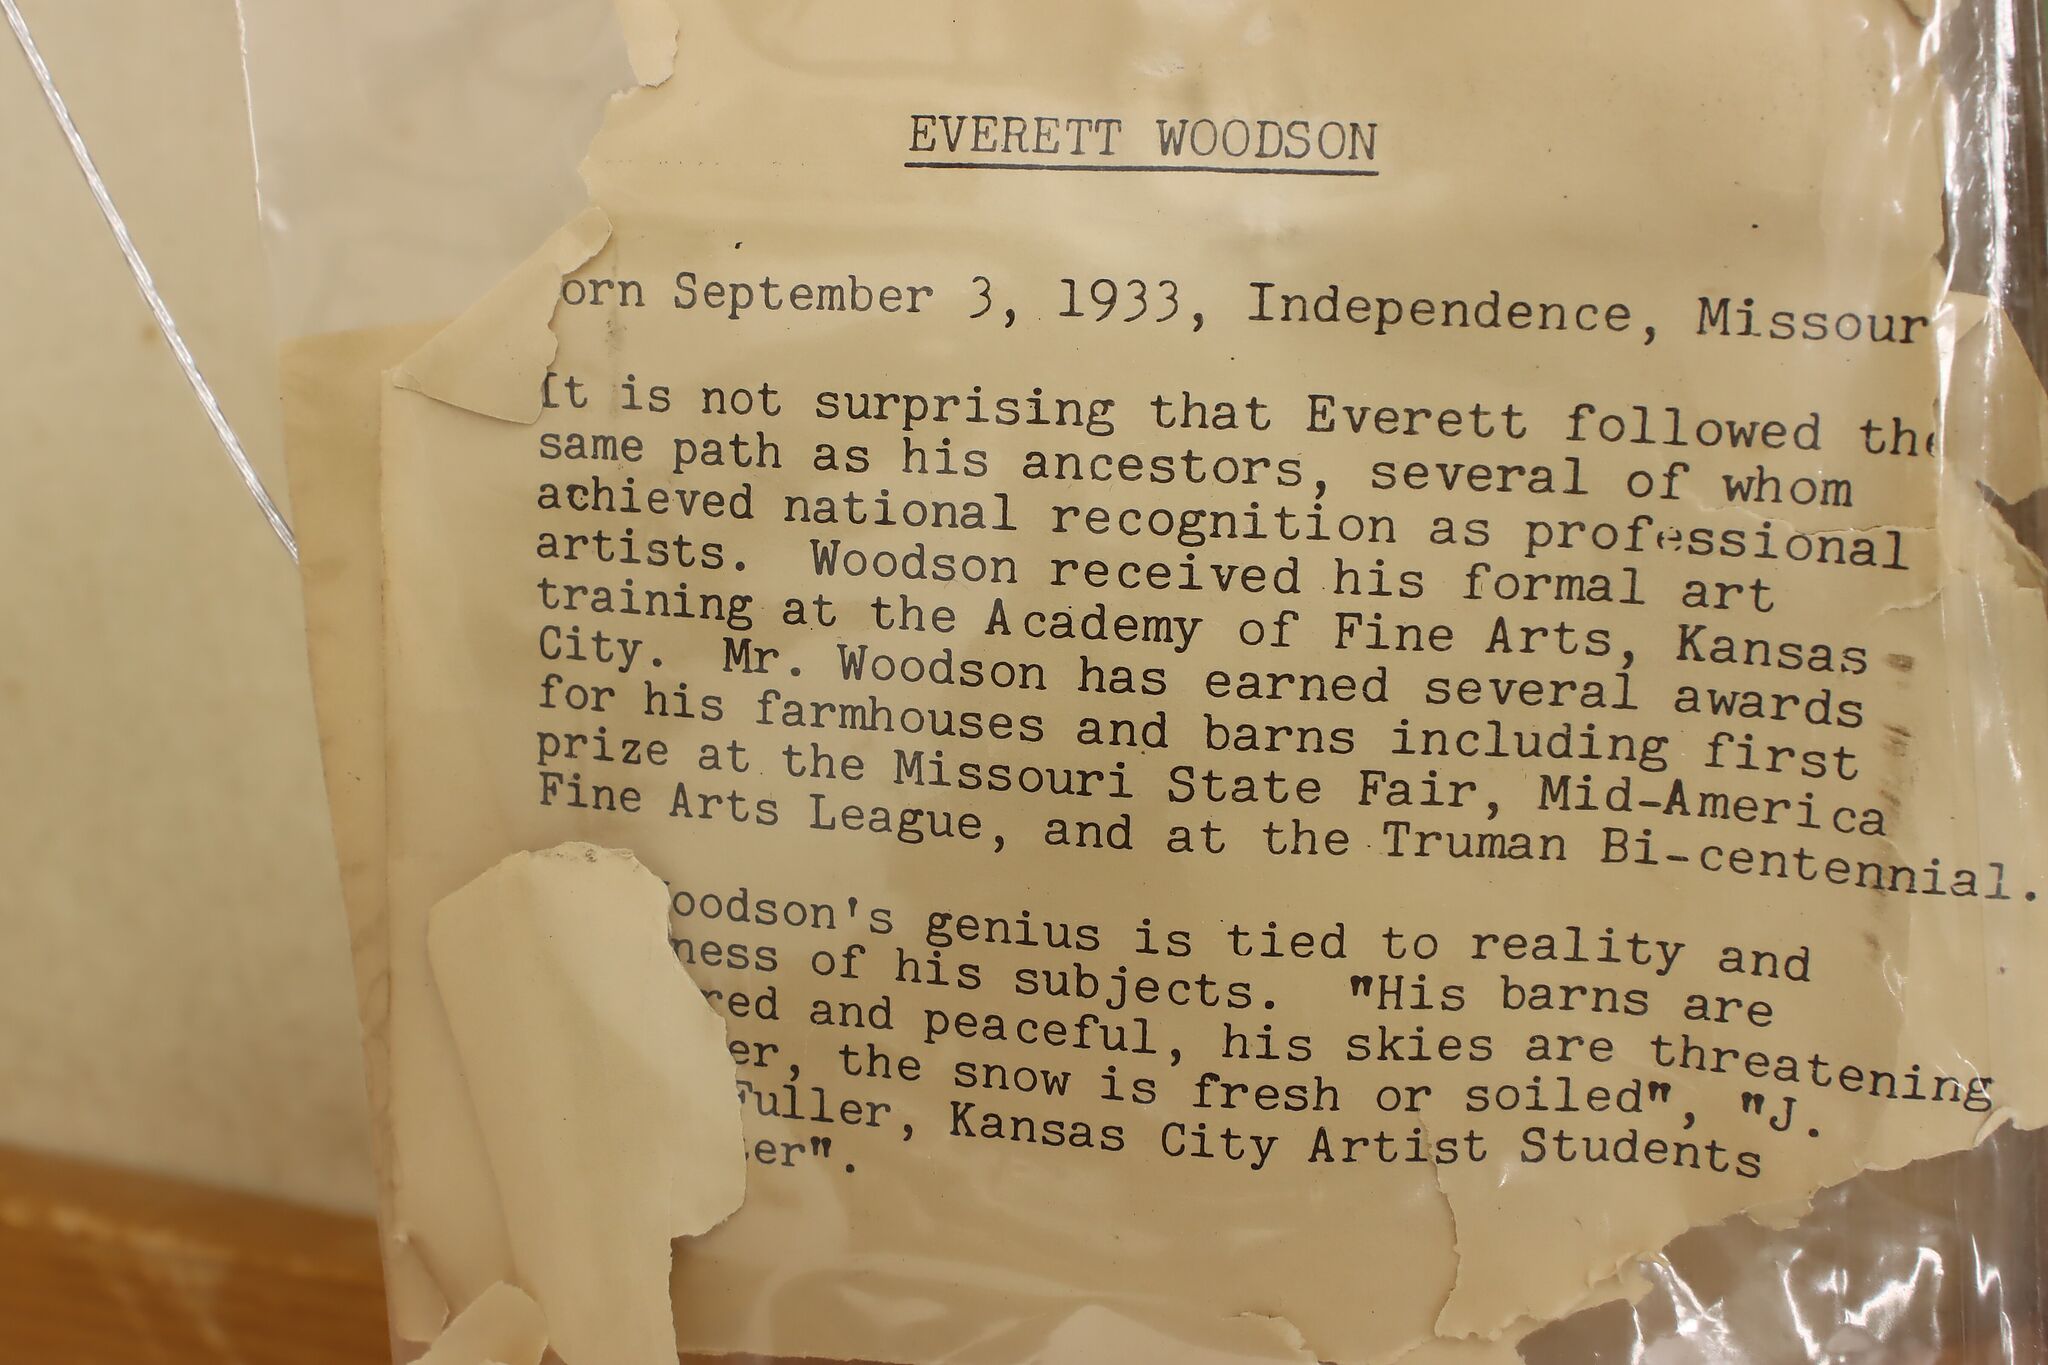 EVERETT WOODSON
orn September 3, 1933, Independence, Missour
It is not surprising that Everett followed the
same path as his ancestors, several of whom
achieved national recognition as professional
artists. Woodson received his formal art
training at the Academy of Fine Arts, Kansas
City. Mr. Woodson has earned several awards
for his farmhouses and barns including first
prize at the Missouri State Fair, Mid-America
Fine Arts League, and at the Truman Bi-centennial.
oodson's genius is tied to reality and
ness of his subjects. "His barns are
red and peaceful, his skies are threatening
er, the snow is fresh or soiled", "J.
Fuller, Kansas City Artist Students
ter".